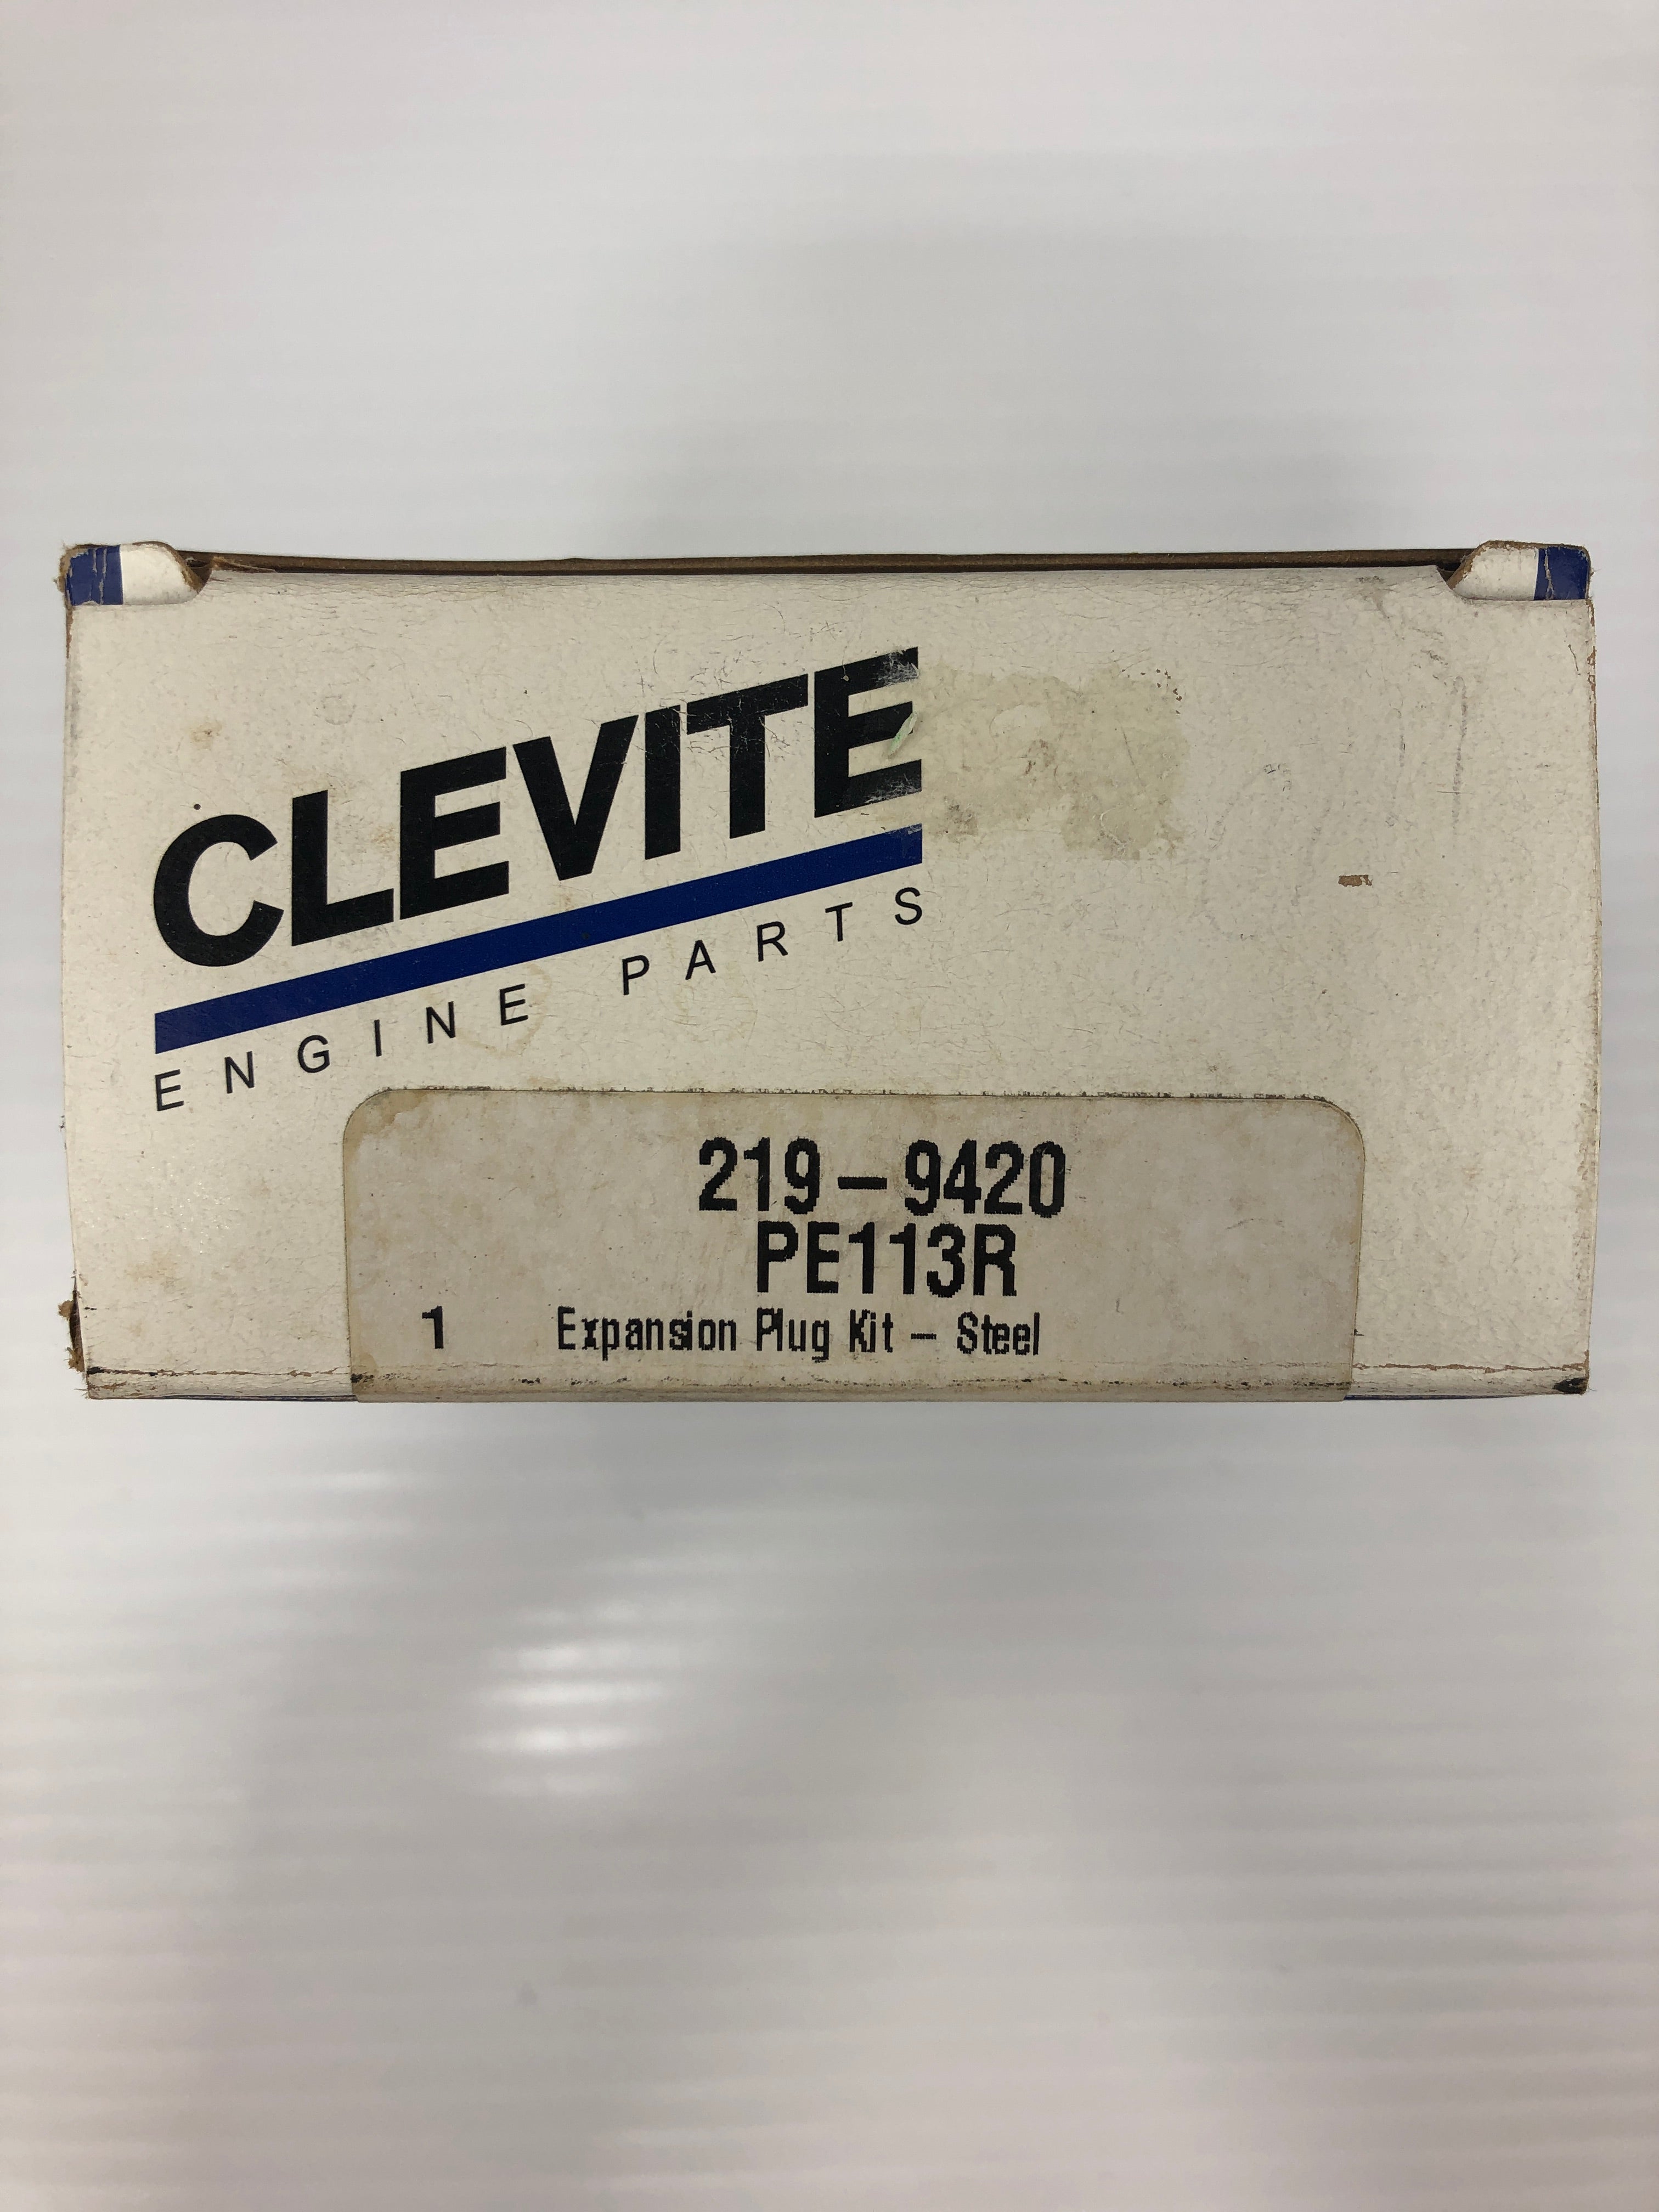 CLEVITE
ENGINE PARTS
219-9420
PE113R
1 Expansion Plug Kit - Steel